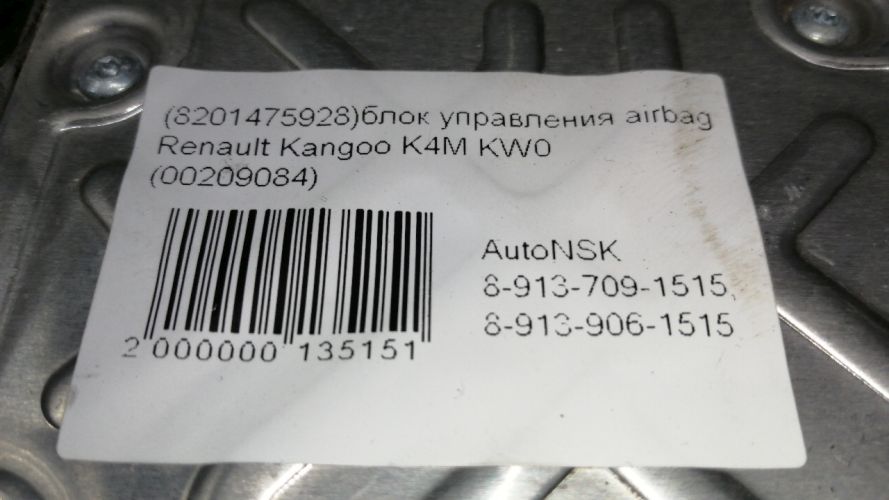 (8201475928)блок управления airbag
Renault Kangoo K4M KW0
(00209084)
AutoNSK
8-913-709-1515,
8-913-906-1515
2 000000 135151